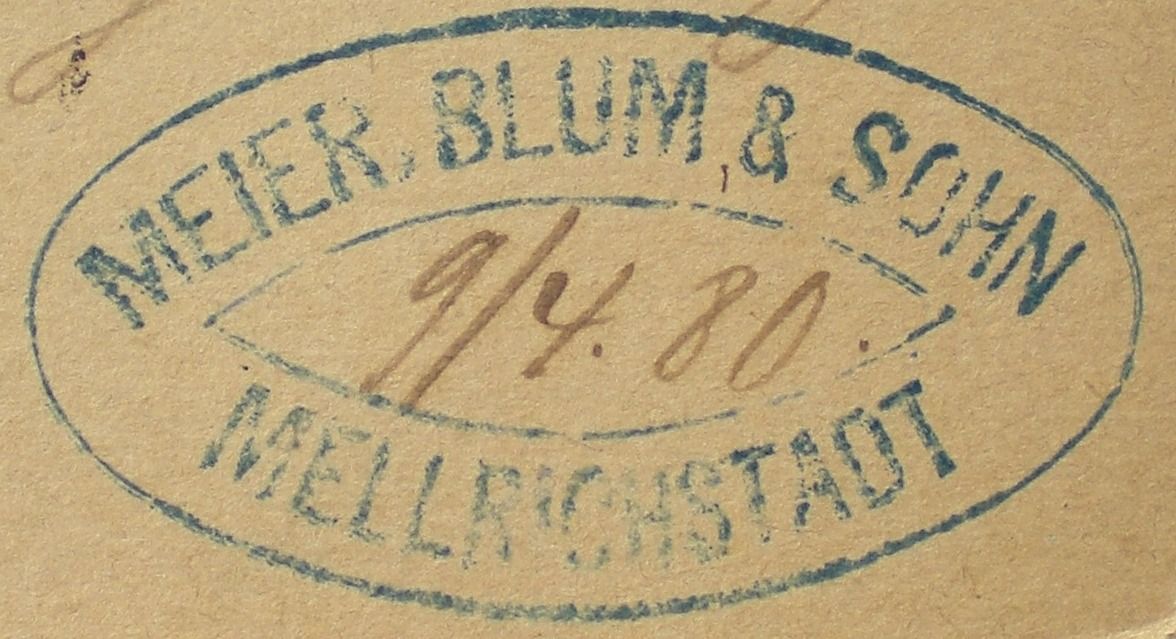 MEIER, BLUM & SOHN
9/4. 80.
MELLRICHSTADT